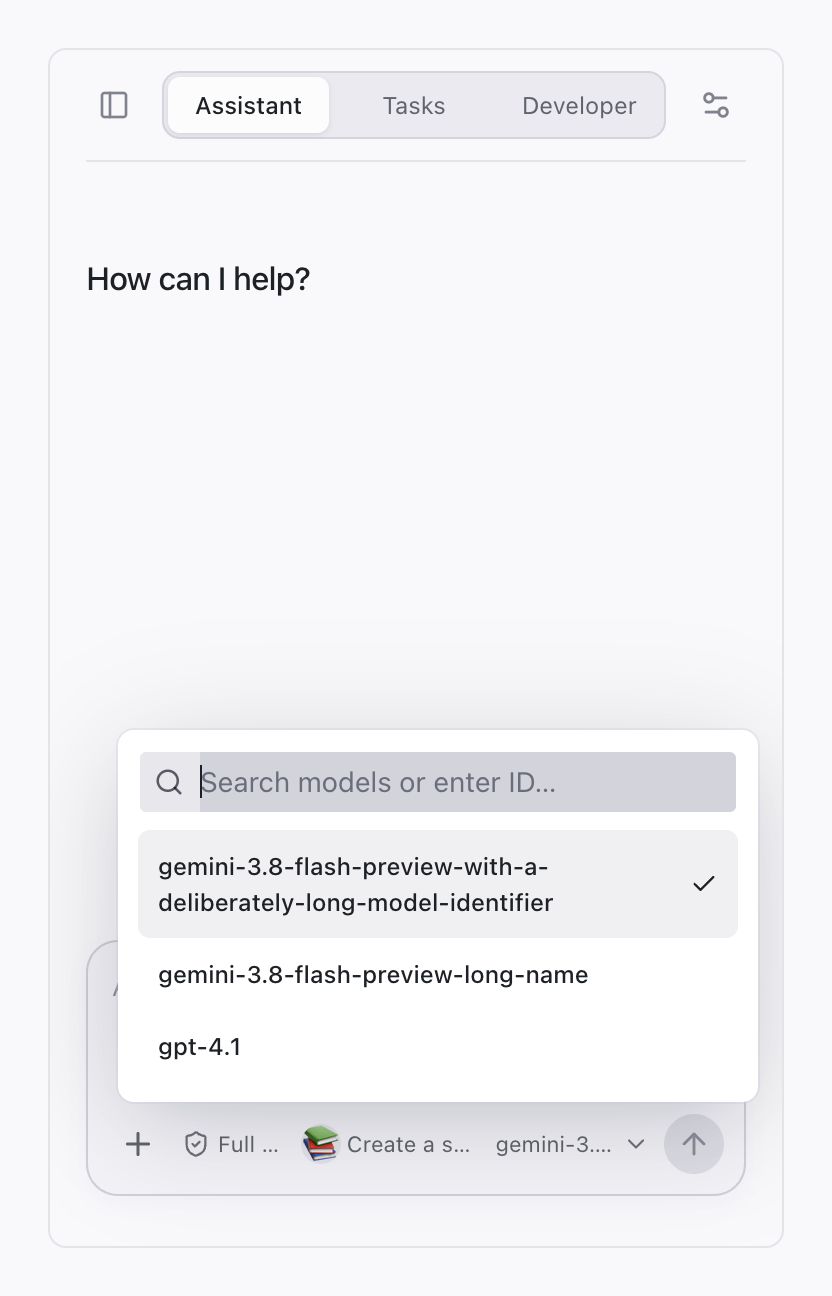 Assistant
Tasks
Developer
How can I help?
Search models or enter ID...
gemini-3.8-flash-preview-with-a-
deliberately-long-model-identifier
gemini-3.8-flash-preview-long-name
gpt-4.1
Full ...
Create a s...
gemini-3....